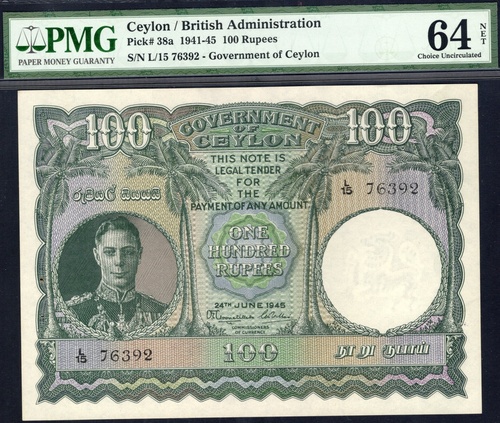 PMG
PAPER MONEY GUARANTY
Ceylon / British Administration
Pick# 38a 1941-45 100 Rupees
S/N L/15 76392 - Government of Ceylon
64 NET
Choice Uncirculated
100
GOVERNMENT
OF
CEYLON
100
THIS NOTE IS
LEGAL TENDER
FOR
THE
PAYMENT OF ANY AMOUNT
රුපියල් සියයයි
L/15 76392
ONE
HUNDRED
RUPEES
24TH JUNE 1945
COMMISSIONERS
OF CURRENCY
L/15 76392
100
நூறு ரூபாய்